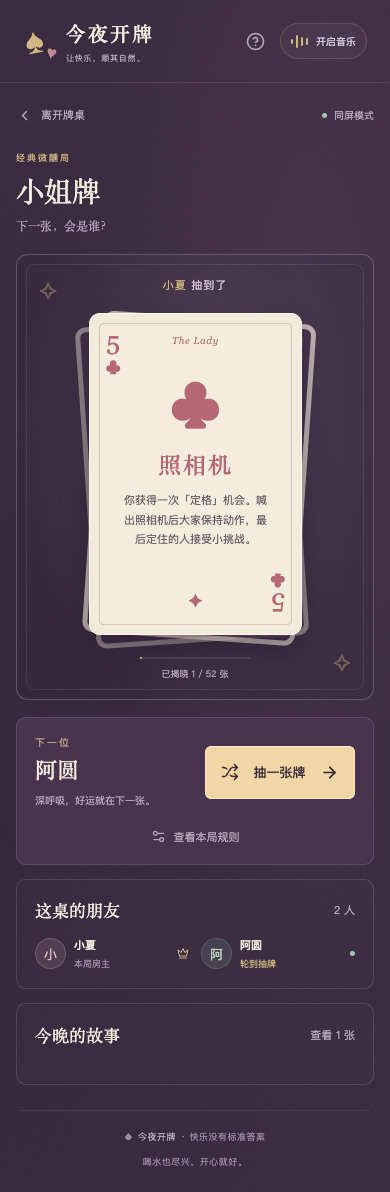 今夜开牌
让快乐，顺其自然。
开启音乐
离开牌桌
同屏模式
经典微醺局
小姐牌
下一张，会是谁?
小夏 抽到了
5
The Lady
照相机
你获得一次「定格」机会。喊
出照相机后大家保持动作，最
后定住的人接受小挑战。
5
已揭晓 1 / 52 张
下一位
阿圆
深呼吸，好运就在下一张。
抽一张牌
查看本局规则
这桌的朋友
2 人
小
小夏
本局房主
阿
阿圆
轮到抽牌
今晚的故事
查看 1 张
今夜开牌 · 快乐没有标准答案
喝水也尽兴，开心就好。